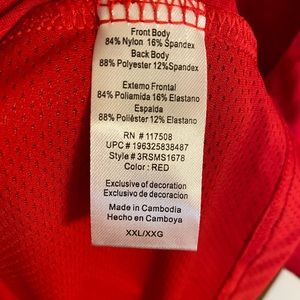 Front Body
84% Nylon 16% Spandex
Back Body
88% Polyester 12%Spandex
Externo Frontal
84% Poliamida 16% Elastano
Espalda
88% Poliéster 12% Elastano
RN # 117508
UPC # 196325838487
Style # 3RSMS1678
Color : RED
Exclusive of decoration
Exclusivo de decoración
Made in Cambodia
Hecho en Camboya
XXL/XXG